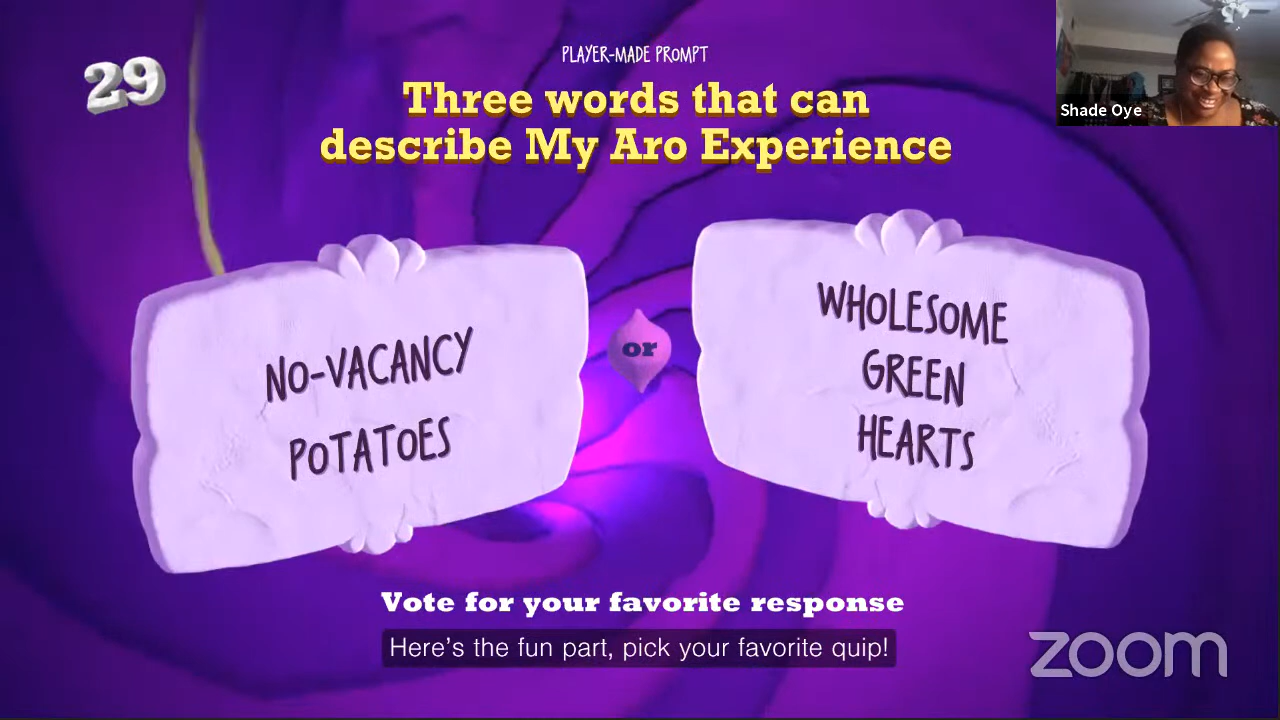 29
PLAYER-MADE PROMPT
Three words that can
describe My Aro Experience
Shade Oye
NO-VACANCY
POTATOES
or
WHOLESOME
GREEN
HEARTS
Vote for your favorite response
Here's the fun part, pick your favorite quip!
zoom